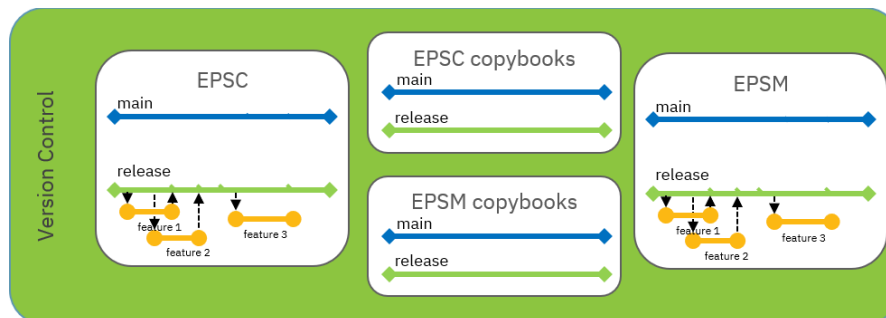 Version Control
EPSC
main
release
feature 1
feature 2
feature 3
EPSC copybooks
main
release
EPSM copybooks
main
release
EPSM
main
release
feature 1
feature 2
feature 3